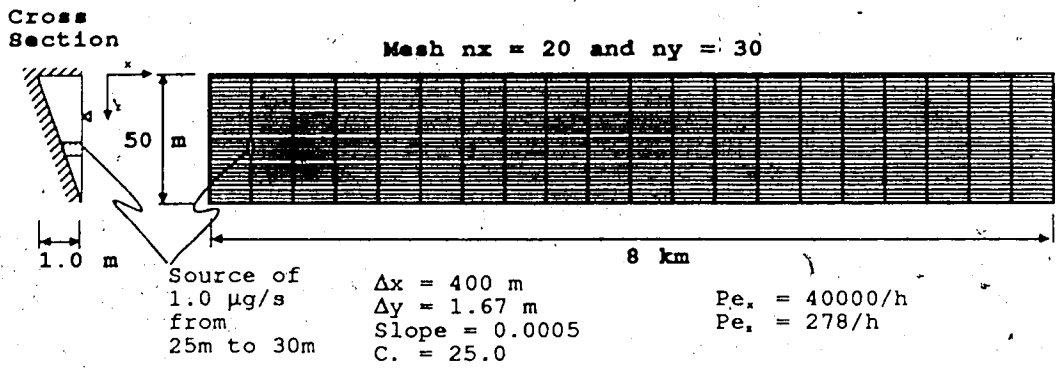 Cross
Section
Mesh nx = 20 and ny = 30
x
Y
50 m
1.0 m
8 km
Source of
1.0 µg/s
from
25m to 30m
Δx = 400 m
Δy = 1.67 m
Slope = 0.0005
C. = 25.0
Peₓ = 40000/h
Pe = 278/h